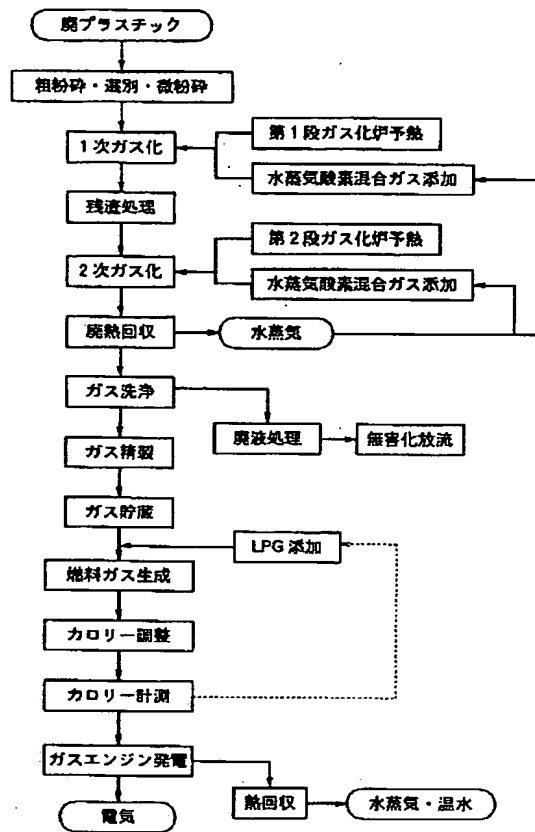 廃プラスチック
粗粉砕・選別・微粉砕
第1段ガス化炉予熱
1次ガス化
水蒸気酸素混合ガス添加
残渣処理
第2段ガス化炉予熱
2次ガス化
水蒸気酸素混合ガス添加
廃熱回収
水蒸気
ガス洗浄
廃液処理
無害化放流
ガス精製
ガス貯蔵
LPG 添加
燃料ガス生成
カロリー調整
カロリー計測
ガスエンジン発電
熱回収
水蒸気・温水
電気